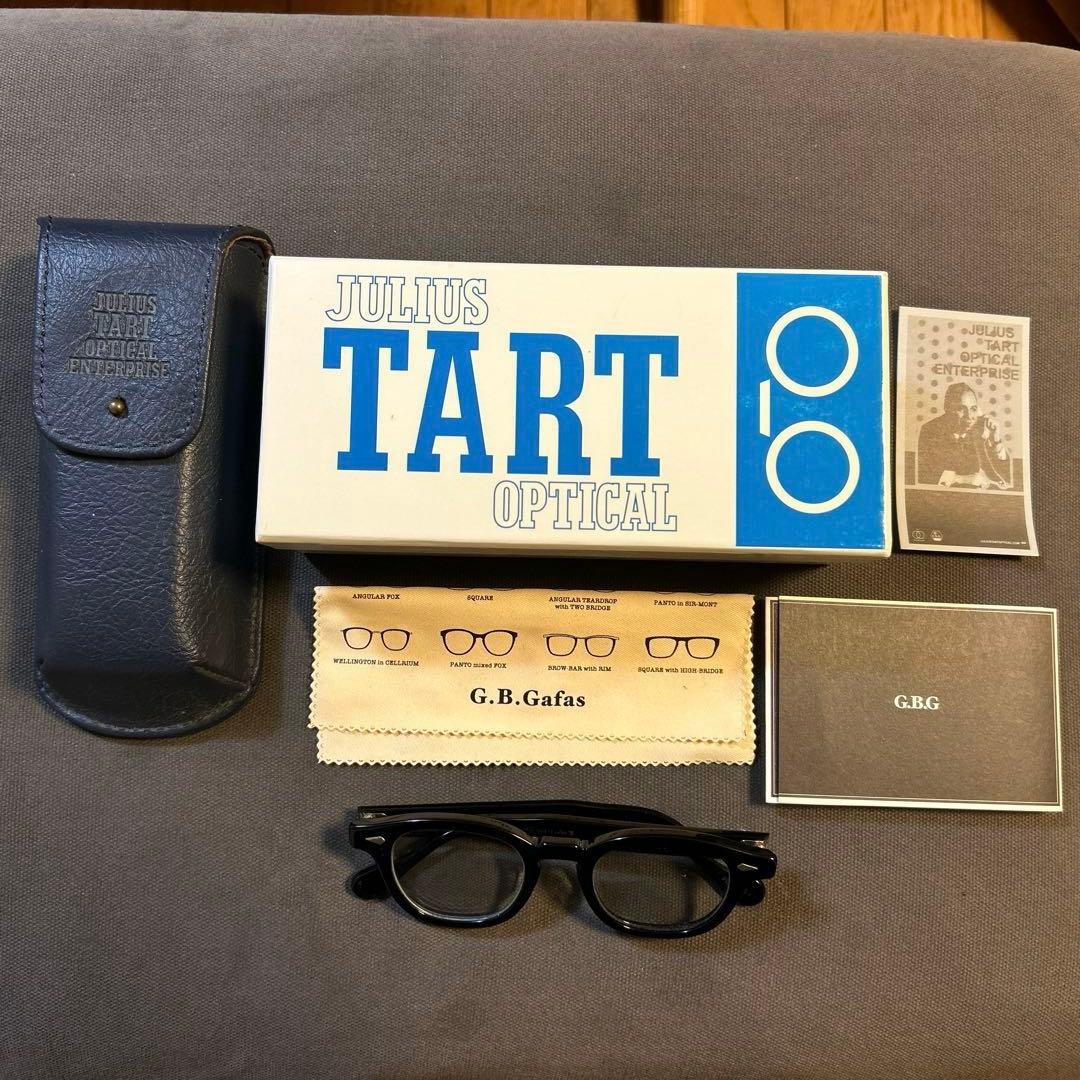 JULIUS
TART
OPTICAL
ENTERPRISE
JULIUS
TART
OPTICAL
JULIUS
TART
OPTICAL
ENTERPRISE
ANGULAR FOX
SQUARE
ANGULAR TEARDROP
with TWO BRIDGE
PANTO in SIR-MONT
WELLINGTON in CELLRIUM
PANTO mixed FOX
BROW-BAR with RIM
SQUARE with HIGH-BRIDGE
G.B.Gafas
G.B.G